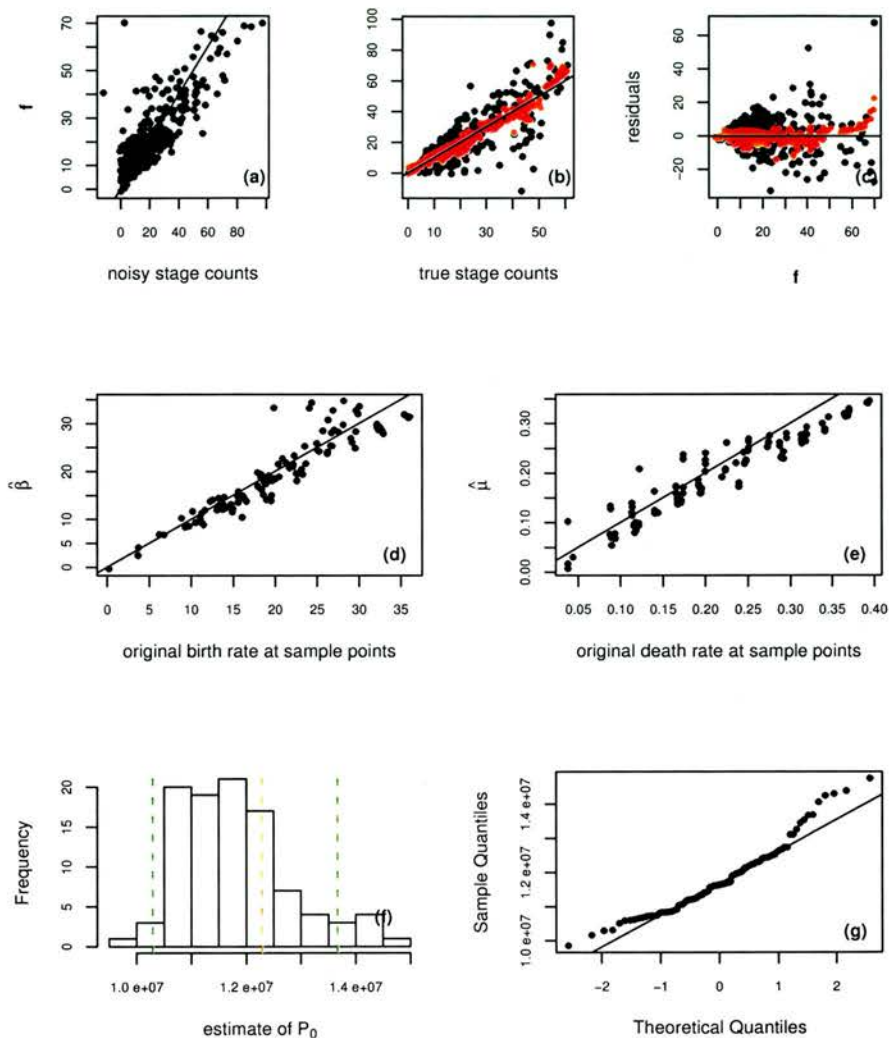 f
0 10 30 50 70
(a)
0 20 40 60 80
noisy stage counts
0 20 40 60 80 100
(b)
0 10 30 50
true stage counts
residuals
−20 0 20 40 60
(c)
0 20 40 60
f
β̂
0 5 10 20 30
(d)
0 5 10 15 20 25 30 35
original birth rate at sample points
μ̂
0.00 0.10 0.20 0.30
(e)
0.05 0.10 0.15 0.20 0.25 0.30 0.35 0.40
original death rate at sample points
Frequency
0 5 10 20
(f)
1.0 e+07 1.2 e+07 1.4 e+07
estimate of P₀
Sample Quantiles
1.0 e+07 1.2 e+07 1.4 e+07
(g)
−2 −1 0 1 2
Theoretical Quantiles